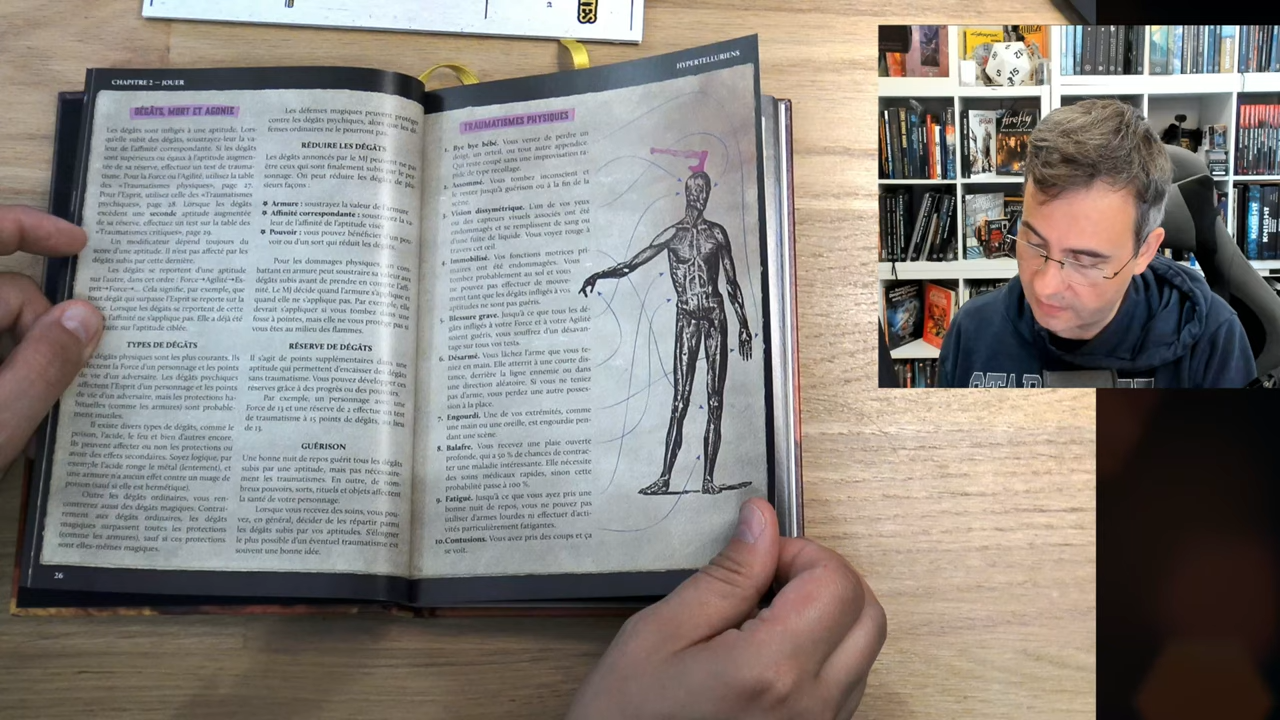 CHAPITRE 2 — JOUER
DÉGÂTS, MORT ET AGONIE
Les dégâts sont infligés à une aptitude. Lors-
qu'elle subit des dégâts, soustrayez-leur la va-
leur de l'affinité correspondante. Si les dégâts
sont supérieurs ou égaux à l'aptitude augmen-
tée de sa réserve, effectuez un test de trauma-
tisme. Pour la Force ou l'Agilité, utilisez la table
des «Traumatismes physiques», page 27.
Pour l'Esprit, utilisez celle des «Traumatismes
psychiques», page 28. Lorsque les dégâts
excèdent une seconde aptitude augmentée
de sa réserve, effectuez un test sur la table des
«Traumatismes critiques», page 29.
Un modificateur dépend toujours du
score d'une aptitude. Il n'est pas affecté par les
dégâts subis par cette dernière.
Les dégâts se reportent d'une aptitude
sur l'autre, dans cet ordre : Force→Agilité→Es-
prit→Force→... Cela signifie, par exemple, que
tout dégât qui surpasse l'Esprit se reporte sur la
Force. Lorsque les dégâts se reportent de cette
l'affinité ne s'applique pas. Elle a déjà été
sur l'aptitude ciblée.
TYPES DE DÉGÂTS
dégâts physiques sont les plus courants. Ils
affectent la Force d'un personnage et les points
de vie d'un adversaire. Les dégâts psychiques
affectent l'Esprit d'un personnage et les points
de vie d'un adversaire, mais les protections ha-
bituelles (comme les armures) sont probable-
ment inutiles.
Il existe divers types de dégâts, comme le
poison, l'acide, le feu et bien d'autres encore.
Ils peuvent affecter ou non les protections ou
avoir des effets secondaires. Soyez logique, par
exemple l'acide ronge le métal (lentement), et
une armure n'a aucun effet contre un nuage de
poison (sauf si elle est hermétique).
Outre les dégâts ordinaires, vous ren-
contrerez aussi des dégâts magiques. Contrai-
rement aux dégâts ordinaires, les dégâts
magiques surpassent toutes les protections
(comme les armures), sauf si ces protections
sont elles-mêmes magiques.
26
Les défenses magiques peuvent protéger
contre les dégâts psychiques, alors que les dé-
fenses ordinaires ne le pourront pas.
RÉDUIRE LES DÉGÂTS
Les dégâts annoncés par le MJ peuvent ne pas
être ceux qui sont finalement subis par le per-
sonnage. On peut réduire les dégâts de plu-
sieurs façons :
Armure : soustrayez la valeur de l'armure
Affinité correspondante : soustrayez la va-
leur de l'affinité de l'aptitude visée
Pouvoir : vous pouvez bénéficier d'un pou-
voir ou d'un sort qui réduit les dégâts.
Pour les dommages physiques, un com-
battant en armure peut soustraire sa valeur aux
dégâts subis avant de prendre en compte l'affi-
nité. Le MJ décide quand l'armure s'applique et
quand elle ne s'applique pas. Par exemple, elle
devrait s'appliquer si vous tombez dans une
fosse à pointes, mais elle ne vous protège pas si
vous êtes au milieu des flammes.
RÉSERVE DE DÉGÂTS
Il s'agit de points supplémentaires dans une
aptitude qui permettent d'encaisser des dégâts
sans traumatisme. Vous pouvez développer ces
réserves grâce à des progrès ou des pouvoirs.
Par exemple, un personnage avec
Force de 13 et une réserve de 2 effectue un test
de traumatisme à 15 points de dégâts, au lieu
de 13.
GUÉRISON
Une bonne nuit de repos guérit tous les dégâts
subis par une aptitude, mais pas nécessaire-
ment les traumatismes. En outre, de nom-
breux pouvoirs, sorts, rituels et objets affectent
la santé de votre personnage.
Lorsque vous recevez des soins, vous pou-
vez, en général, décider de les répartir parmi
les dégâts subis par vos aptitudes. S'éloigner
le plus possible d'un éventuel traumatisme est
souvent une bonne idée.
HYPERTELLURIENS
TRAUMATISMES PHYSIQUES
1. Bye bye bébé. Vous venez de perdre un
doigt, un orteil, ou tout autre appendice.
Qui reste coupé sans une improvisation ra-
pide de type recollage.
2. Assommé. Vous tombez inconscient et
le restez jusqu'à guérison ou à la fin de la
scène.
3. Vision dissymétrique. L'un de vos yeux
ou des capteurs visuels associés ont été
endommagés et se remplissent de sang ou
d'une fuite de liquide. Vous voyez rouge à
travers cet œil.
4. Immobilisé. Vos fonctions motrices pri-
maires ont été endommagées. Vous
tombez probablement au sol et vous
ne pouvez pas effectuer de mouve-
ment tant que les dégâts infligés à vos
aptitudes ne sont pas guéris.
5. Blessure grave. Jusqu'à ce que tous les dé-
gâts infligés à votre Force et à votre Agilité
soient guéris, vous souffrez d'un désavan-
tage sur tous vos tests.
6. Désarmé. Vous lâchez l'arme que vous te-
niez en main. Elle atterrit à une courte dis-
tance, derrière la ligne ennemie ou dans
une direction aléatoire. Si vous ne teniez
pas d'arme, vous perdez une autre posses-
sion à la place.
7. Engourdi. Une de vos extrémités, comme
une main ou une oreille, est engourdie pen-
dant une scène.
8. Balafre. Vous recevez une plaie ouverte
profonde, qui a 50 % de chances de contrac-
ter une maladie intéressante. Elle nécessite
des soins médicaux rapides, sinon cette
probabilité passe à 100 %.
9. Fatigué. Jusqu'à ce que vous ayez pris une
bonne nuit de repos, vous ne pouvez pas
utiliser d'armes lourdes ni effectuer d'acti-
vités particulièrement fatigantes.
10. Contusions. Vous avez pris des coups et ça
se voit.
firefly
KNIGHT